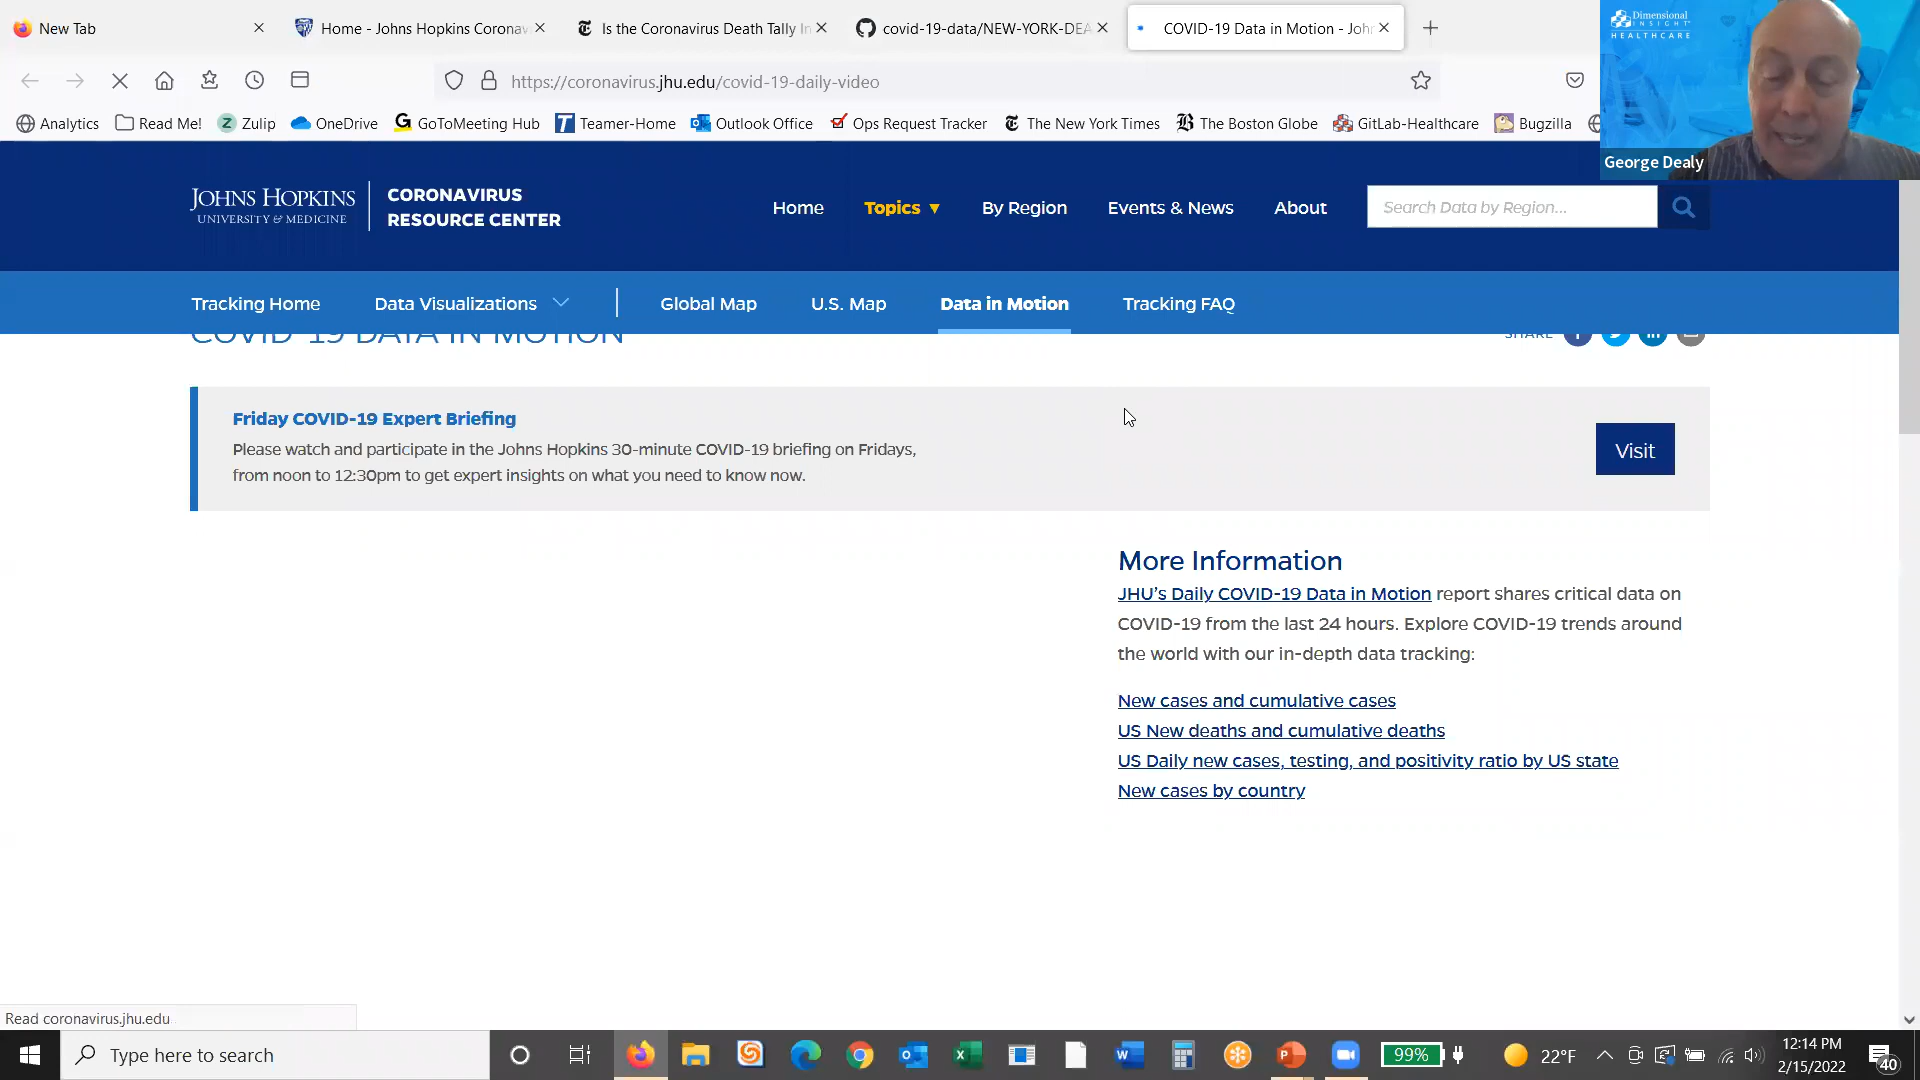 New Tab
Home - Johns Hopkins Coronav
Is the Coronavirus Death Tally In
covid-19-data/NEW-YORK-DEA
COVID-19 Data in Motion - John
https://coronavirus.jhu.edu/covid-19-daily-video
Analytics
Read Me!
Zulip
OneDrive
GoToMeeting Hub
Teamer-Home
Outlook Office
Ops Request Tracker
The New York Times
The Boston Globe
GitLab-Healthcare
Bugzilla
Dimensional
INSIGHT
HEALTHCARE
George Dealy
JOHNS HOPKINS
UNIVERSITY & MEDICINE
CORONAVIRUS
RESOURCE CENTER
Home
Topics ▼
By Region
Events & News
About
Search Data by Region...
Tracking Home
Data Visualizations
Global Map
U.S. Map
Data in Motion
Tracking FAQ
COVID-19 DATA IN MOTION
SHARE
Friday COVID-19 Expert Briefing
Please watch and participate in the Johns Hopkins 30-minute COVID-19 briefing on Fridays,
from noon to 12:30pm to get expert insights on what you need to know now.
Visit
More Information
JHU's Daily COVID-19 Data in Motion report shares critical data on
COVID-19 from the last 24 hours. Explore COVID-19 trends around
the world with our in-depth data tracking:
New cases and cumulative cases
US New deaths and cumulative deaths
US Daily new cases, testing, and positivity ratio by US state
New cases by country
Read coronavirus.jhu.edu
Type here to search
99%
22°F
12:14 PM
2/15/2022
40